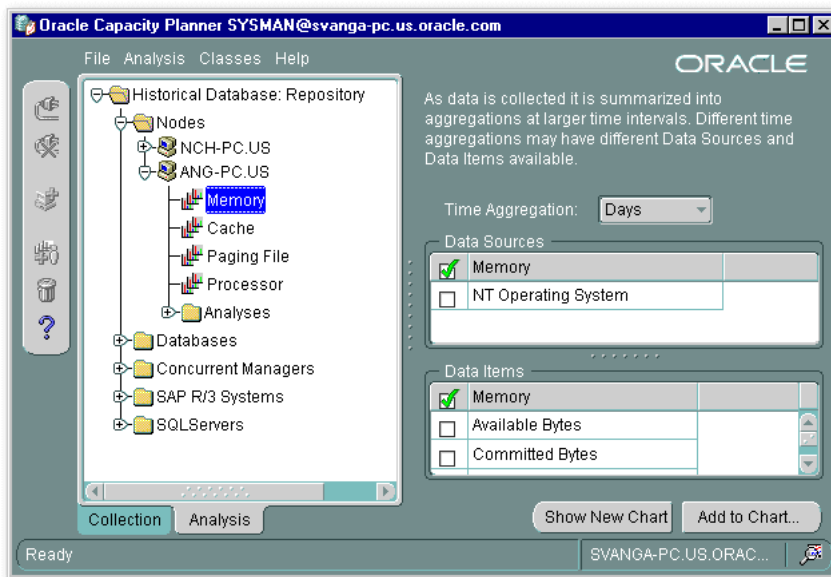 Oracle Capacity Planner SYSMAN@svanga-pc.us.oracle.com
File Analysis Classes Help
ORACLE
Historical Database: Repository
Nodes
NCH-PC.US
ANG-PC.US
Memory
Cache
Paging File
Processor
Analyses
Databases
Concurrent Managers
SAP R/3 Systems
SQLServers
Collection Analysis
As data is collected it is summarized into
aggregations at larger time intervals. Different time
aggregations may have different Data Sources and
Data Items available.
Time Aggregation: Days
Data Sources
Memory
NT Operating System
Data Items
Memory
Available Bytes
Committed Bytes
Show New Chart Add to Chart...
Ready SVANGA-PC.US.ORAC...